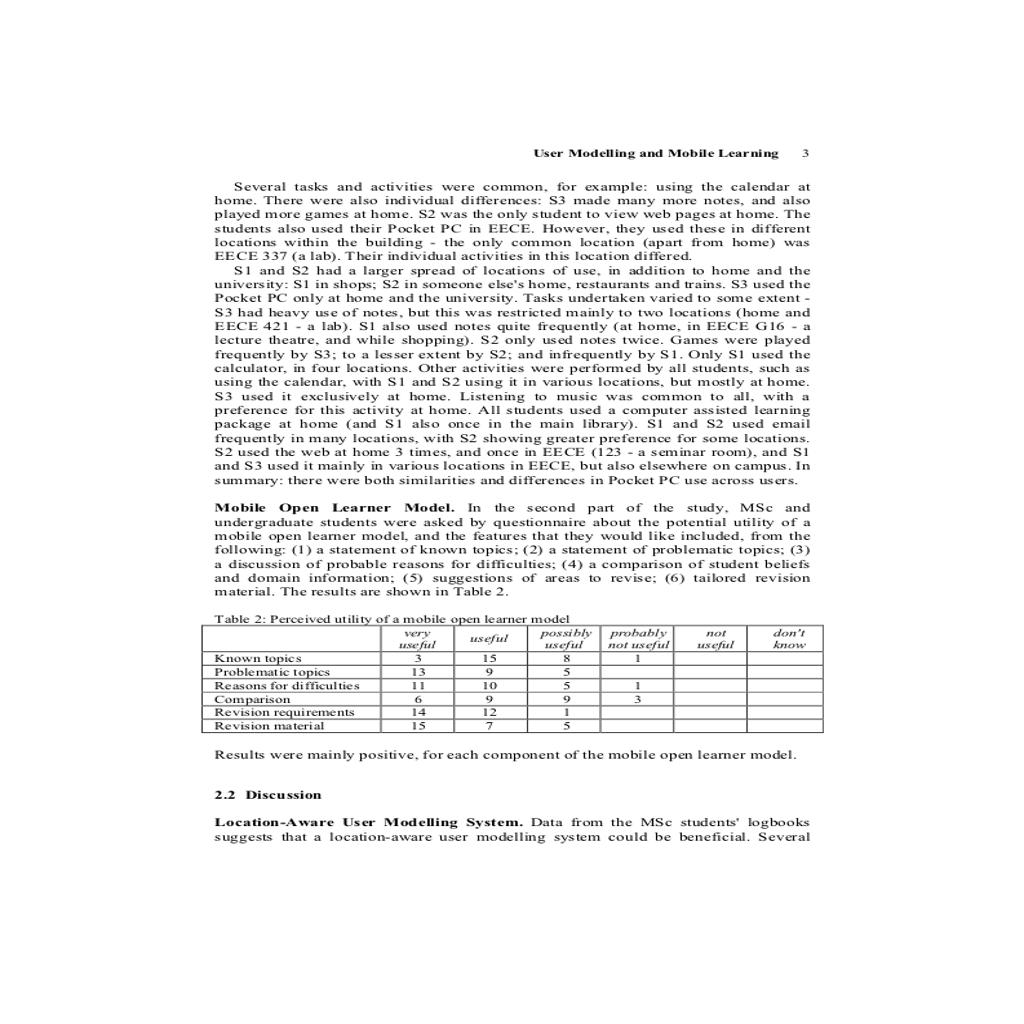 User Modelling and Mobile Learning 3
Several tasks and activities were common, for example: using the calendar at
home. There were also individual differences: S3 made many more notes, and also
played more games at home. S2 was the only student to view web pages at home. The
students also used their Pocket PC in EECE. However, they used these in different
locations within the building - the only common location (apart from home) was
EECE 337 (a lab). Their individual activities in this location differed.
S1 and S2 had a larger spread of locations of use, in addition to home and the
university: S1 in shops; S2 in someone else's home, restaurants and trains. S3 used the
Pocket PC only at home and the university. Tasks undertaken varied to some extent -
S3 had heavy use of notes, but this was restricted mainly to two locations (home and
EECE 421 - a lab). S1 also used notes quite frequently (at home, in EECE G16 - a
lecture theatre, and while shopping). S2 only used notes twice. Games were played
frequently by S3; to a lesser extent by S2; and infrequently by S1. Only S1 used the
calculator, in four locations. Other activities were performed by all students, such as
using the calendar, with S1 and S2 using it in various locations, but mostly at home.
S3 used it exclusively at home. Listening to music was common to all, with a
preference for this activity at home. All students used a computer assisted learning
package at home (and S1 also once in the main library). S1 and S2 used email
frequently in many locations, with S2 showing greater preference for some locations.
S2 used the web at home 3 times, and once in EECE (123 - a seminar room), and S1
and S3 used it mainly in various locations in EECE, but also elsewhere on campus. In
summary: there were both similarities and differences in Pocket PC use across users.
Mobile Open Learner Model. In the second part of the study, MSc and
undergraduate students were asked by questionnaire about the potential utility of a
mobile open learner model, and the features that they would like included, from the
following: (1) a statement of known topics; (2) a statement of problematic topics; (3)
a discussion of probable reasons for difficulties; (4) a comparison of student beliefs
and domain information; (5) suggestions of areas to revise; (6) tailored revision
material. The results are shown in Table 2.
Table 2: Perceived utility of a mobile open learner model
very useful useful possibly useful probably not useful not useful don't know
Known topics 3 15 8 1
Problematic topics 13 9 5
Reasons for difficulties 11 10 5 1
Comparison 6 9 9 3
Revision requirements 14 12 1
Revision material 15 7 5
Results were mainly positive, for each component of the mobile open learner model.
2.2 Discussion
Location-Aware User Modelling System. Data from the MSc students' logbooks
suggests that a location-aware user modelling system could be beneficial. Several